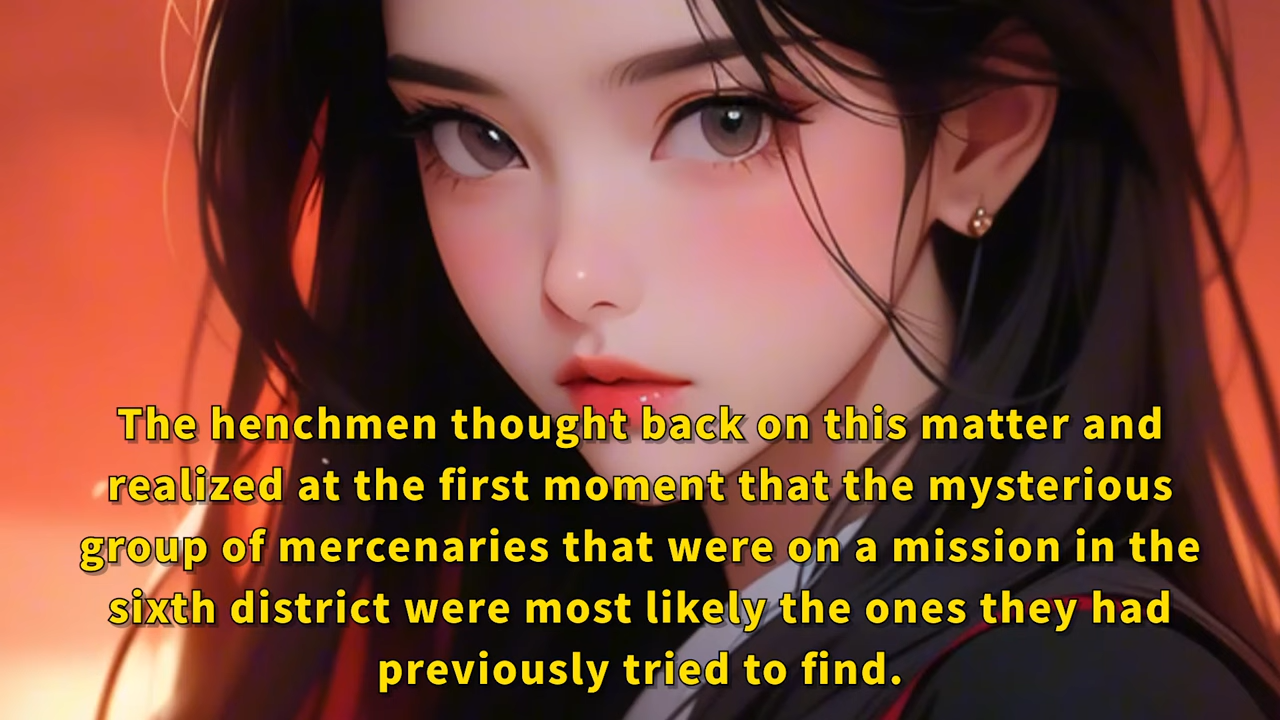 The henchmen thought back on this matter and
realized at the first moment that the mysterious
group of mercenaries that were on a mission in the
sixth district were most likely the ones they had
previously tried to find.